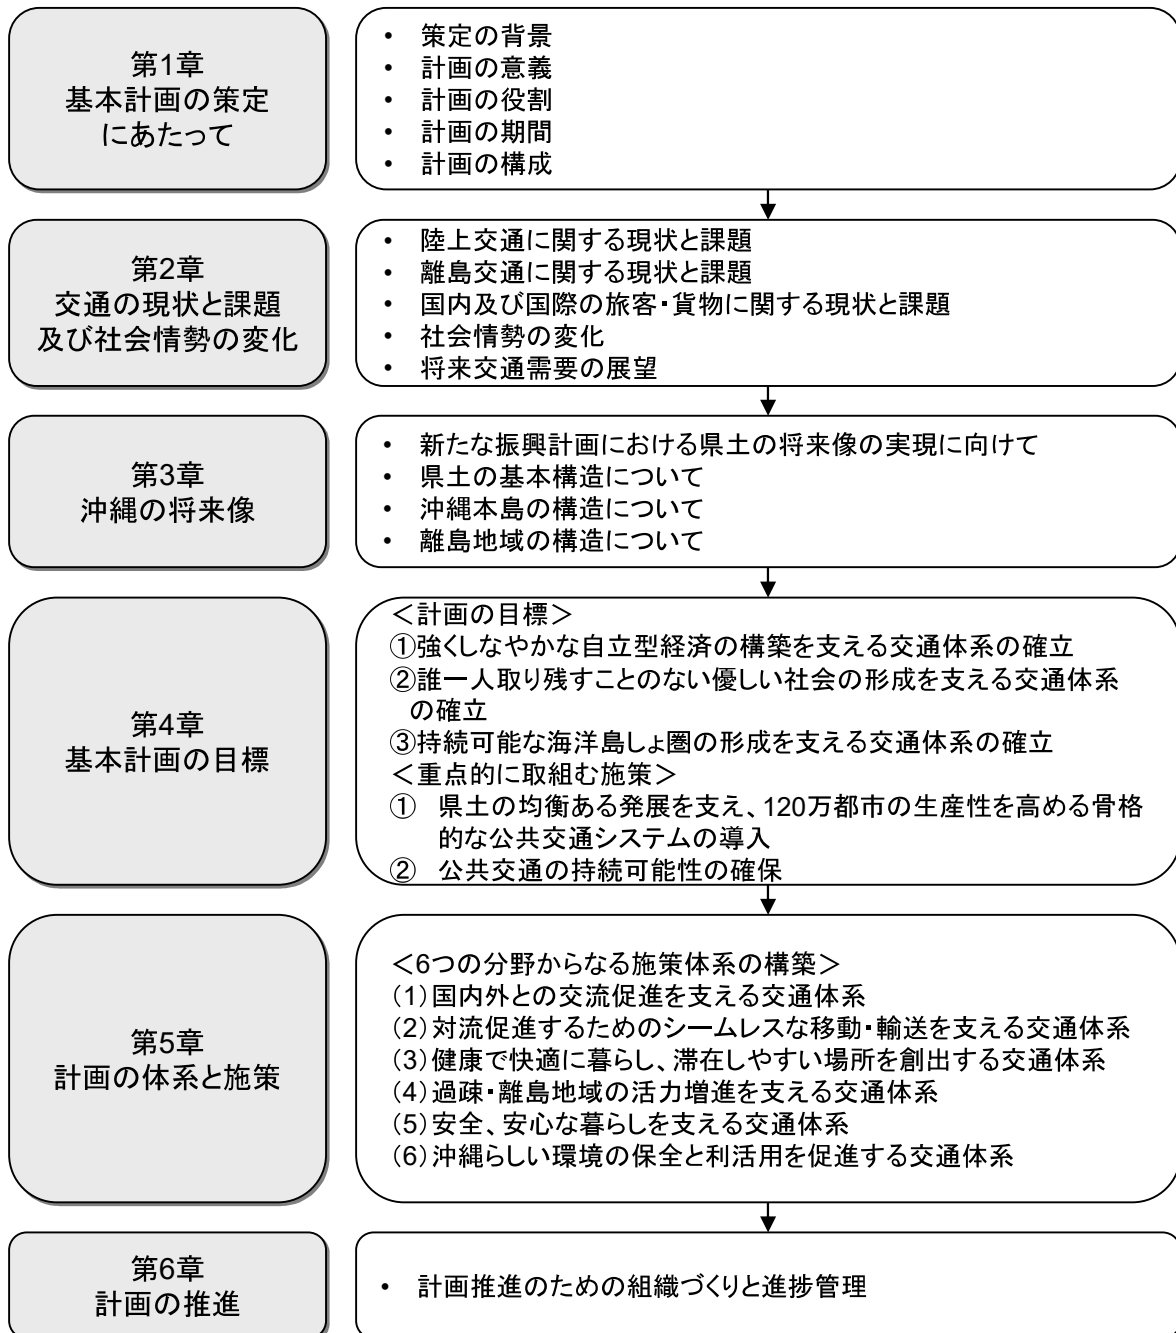 第1章
基本計画の策定
にあたって
• 策定の背景
• 計画の意義
• 計画の役割
• 計画の期間
• 計画の構成
第2章
交通の現状と課題
及び社会情勢の変化
• 陸上交通に関する現状と課題
• 離島交通に関する現状と課題
• 国内及び国際の旅客・貨物に関する現状と課題
• 社会情勢の変化
• 将来交通需要の展望
第3章
沖縄の将来像
• 新たな振興計画における県土の将来像の実現に向けて
• 県土の基本構造について
• 沖縄本島の構造について
• 離島地域の構造について
第4章
基本計画の目標
＜計画の目標＞
①強くしなやかな自立型経済の構築を支える交通体系の確立
②誰一人取り残すことのない優しい社会の形成を支える交通体系
の確立
③持続可能な海洋島しょ圏の形成を支える交通体系の確立
＜重点的に取組む施策＞
① 県土の均衡ある発展を支え、120万都市の生産性を高める骨格
的な公共交通システムの導入
② 公共交通の持続可能性の確保
第5章
計画の体系と施策
＜6つの分野からなる施策体系の構築＞
（1）国内外との交流促進を支える交通体系
（2）対流促進するためのシームレスな移動・輸送を支える交通体系
（3）健康で快適に暮らし、滞在しやすい場所を創出する交通体系
（4）過疎・離島地域の活力増進を支える交通体系
（5）安全、安心な暮らしを支える交通体系
（6）沖縄らしい環境の保全と利活用を促進する交通体系
第6章
計画の推進
• 計画推進のための組織づくりと進捗管理